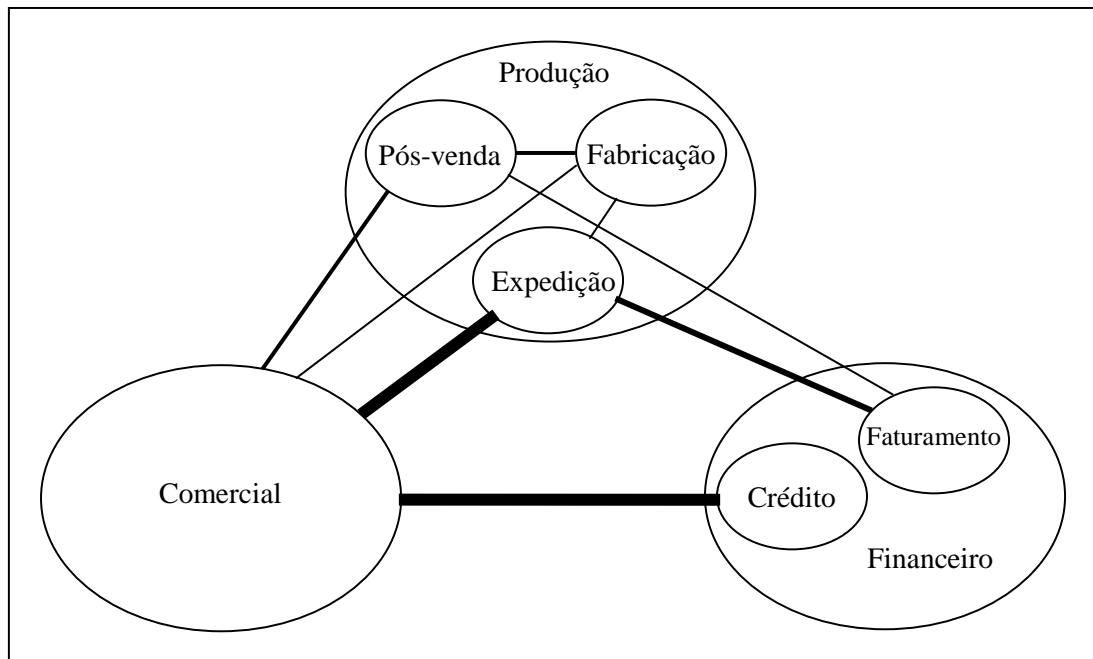 Produção
Pós-venda
Fabricação
Expedição
Faturamento
Comercial
Crédito
Financeiro